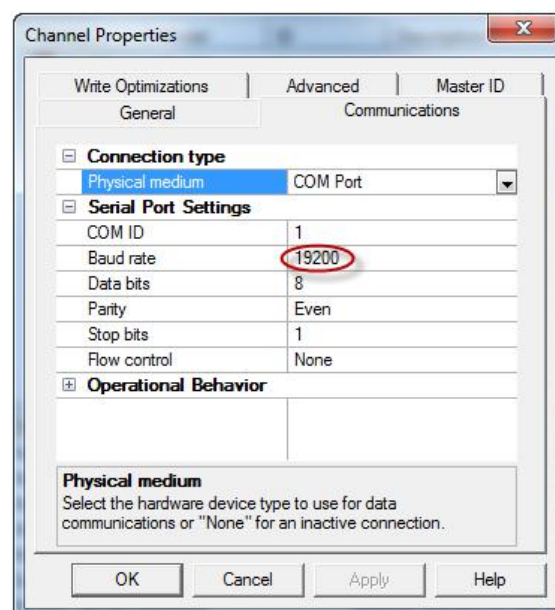 Channel Properties
Write Optimizations Advanced Master ID
General Communications
Connection type
Physical medium COM Port
Serial Port Settings
COM ID 1
Baud rate 19200
Data bits 8
Parity Even
Stop bits 1
Flow control None
Operational Behavior
Physical medium
Select the hardware device type to use for data
communications or "None" for an inactive connection.
OK Cancel Apply Help